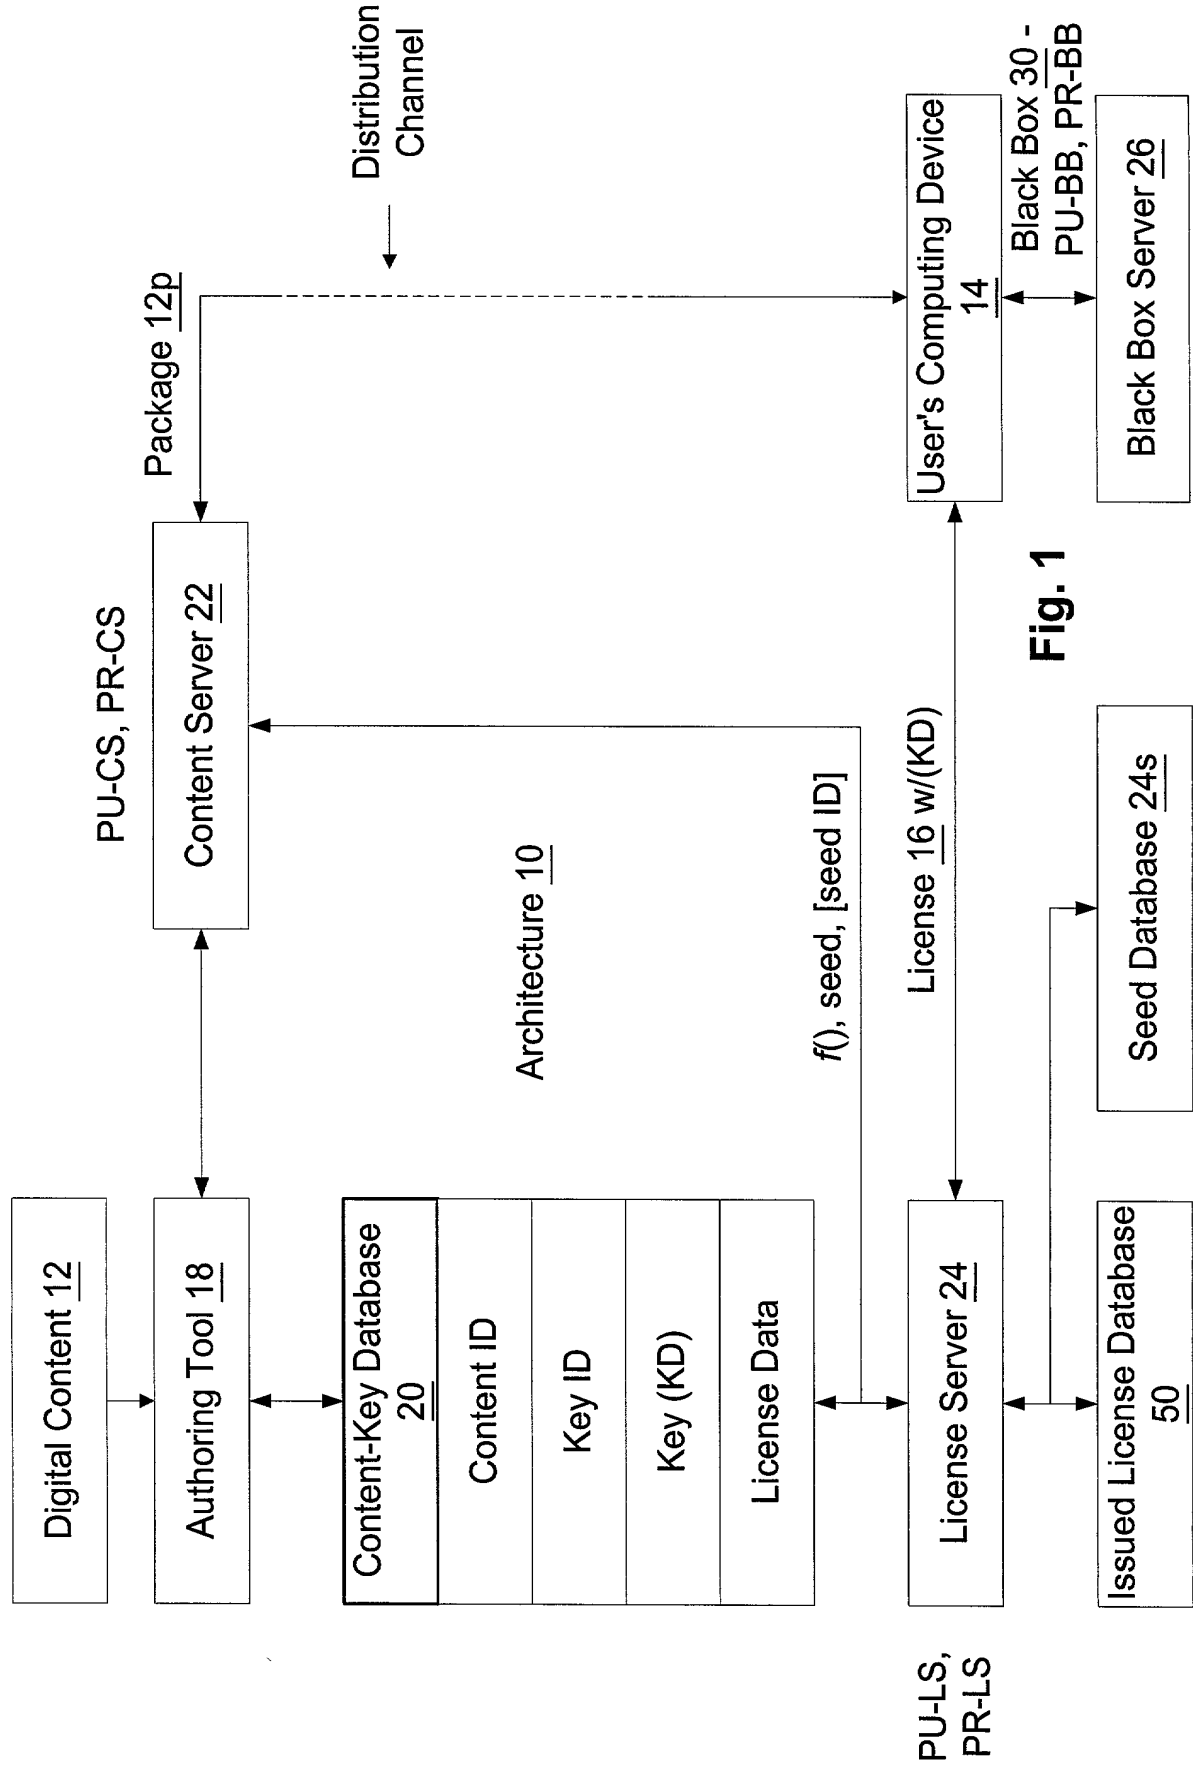 Digital Content 12
Authoring Tool 18
Content-Key Database
20
Content ID
Key ID
Key (KD)
License Data
License Server 24
PU-LS,
PR-LS
Issued License Database
50
Seed Database 24s
PU-CS, PR-CS
Content Server 22
Architecture 10
f(), seed, [seed ID]
License 16 w/(KD)
Package 12p
Distribution
Channel
User's Computing Device
14
Black Box 30 -
PU-BB, PR-BB
Black Box Server 26
Fig. 1